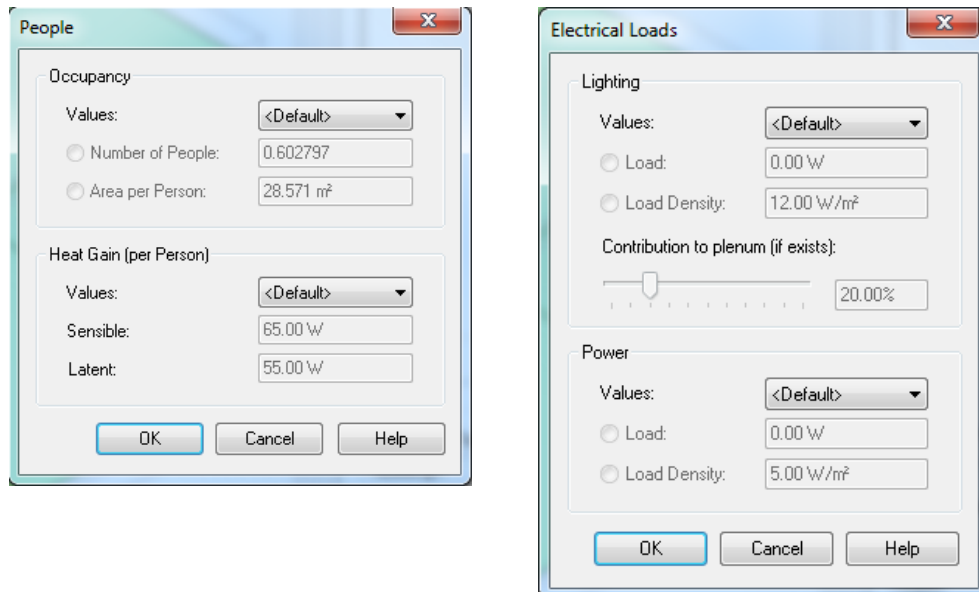 People
Occupancy
Values: <Default>
Number of People: 0.602797
Area per Person: 28.571 m²
Heat Gain (per Person)
Values: <Default>
Sensible: 65.00 W
Latent: 55.00 W
OK Cancel Help
Electrical Loads
Lighting
Values: <Default>
Load: 0.00 W
Load Density: 12.00 W/m²
Contribution to plenum (if exists):
20.00%
Power
Values: <Default>
Load: 0.00 W
Load Density: 5.00 W/m²
OK Cancel Help